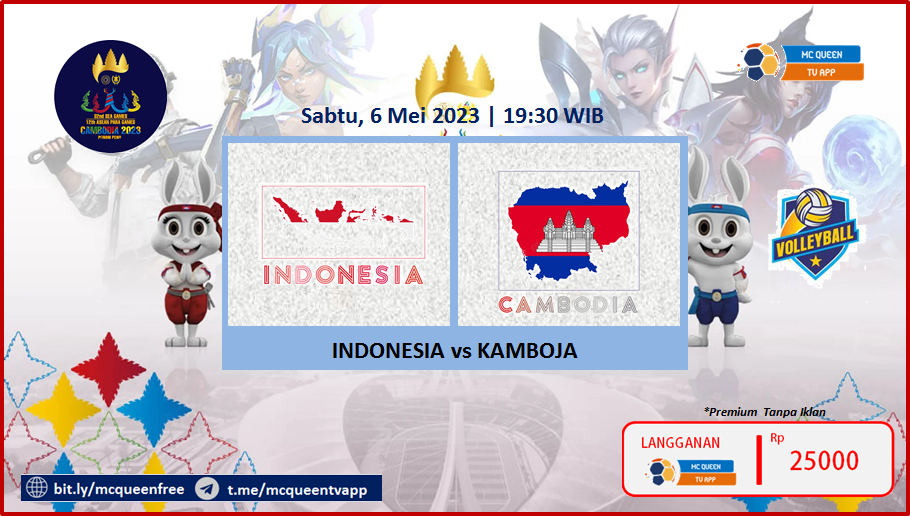 32nd SEA GAMES
12th ASEAN PARA GAMES
CAMBODIA 2023
PHNOM PENH
MC QUEEN
TV APP
Sabtu, 6 Mei 2023 | 19:30 WIB
INDONESIA
CAMBODIA
VOLLEYBALL
INDONESIA vs KAMBOJA
*Premium Tanpa Iklan
LANGGANAN
MC QUEEN
TV APP
Rp
25000
bit.ly/mcqueenfree
t.me/mcqueentvapp